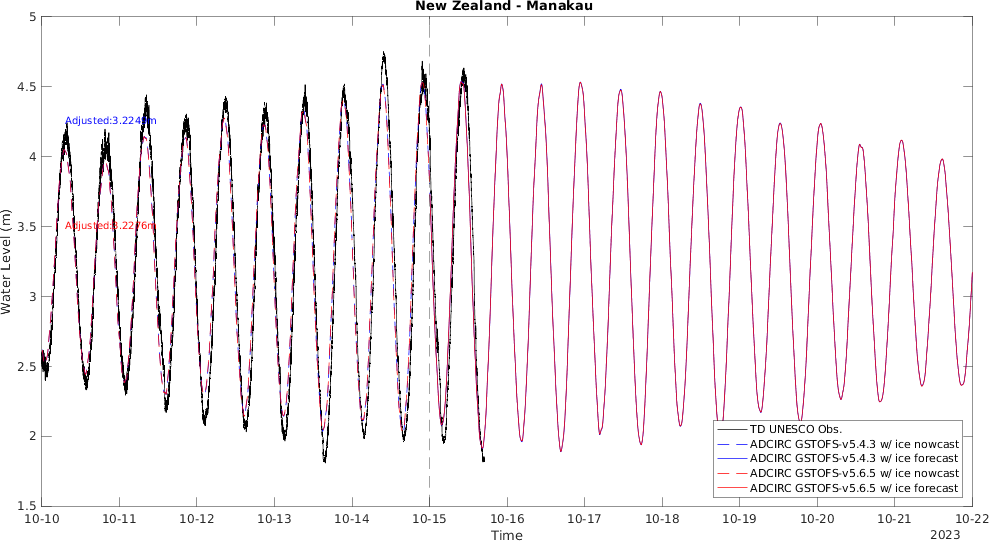 New Zealand - Manakau
5
4.5
4
3.5
3
2.5
2
1.5
Water Level (m)
Adjusted:3.2249m
Adjusted:3.2276m
TD UNESCO Obs.
ADCIRC GSTOFS-v5.4.3 w/ ice nowcast
ADCIRC GSTOFS-v5.4.3 w/ ice forecast
ADCIRC GSTOFS-v5.6.5 w/ ice nowcast
ADCIRC GSTOFS-v5.6.5 w/ ice forecast
10-10 10-11 10-12 10-13 10-14 10-15 10-16 10-17 10-18 10-19 10-20 10-21 10-22
Time
2023